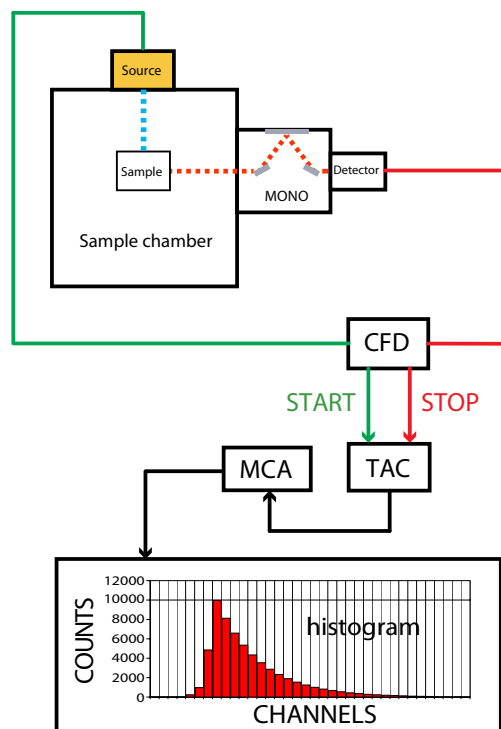 Source
Sample
Detector
MONO
Sample chamber
CFD
START
STOP
MCA
TAC
12000
10000
8000
6000
4000
2000
0
COUNTS
histogram
CHANNELS